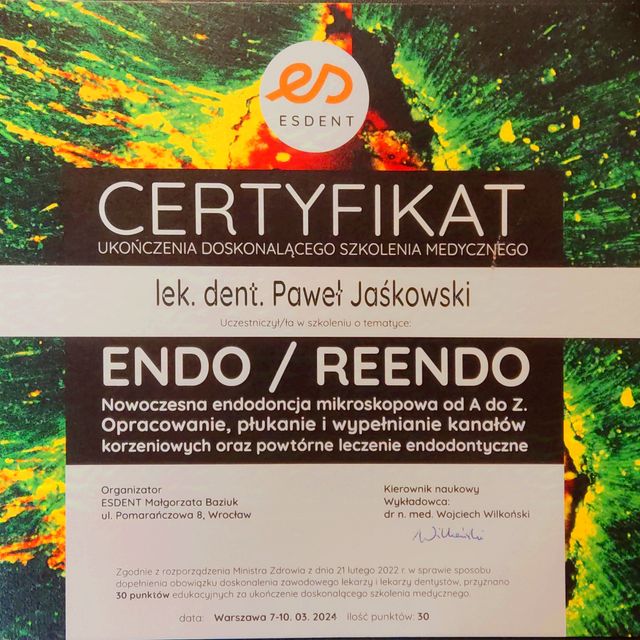 es
ESDENT
CERTYFIKAT
UKOŃCZENIA DOSKONALĄCEGO SZKOLENIA MEDYCZNEGO
lek. dent. Paweł Jaśkowski
Uczestniczył/ła w szkoleniu o tematyce:
ENDO / REENDO
Nowoczesna endodoncja mikroskopowa od A do Z.
Opracowanie, płukanie i wypełnianie kanałów
korzeniowych oraz powtórne leczenie endodontyczne
Organizator
ESDENT Małgorzata Baziuk
ul. Pomarańczowa 8, Wrocław
Kierownik naukowy
Wykładowca:
dr n. med. Wojciech Wilkoński
Wilkoński
Zgodnie z rozporządzenia Ministra Zdrowia z dnia 21 lutego 2022 r. w sprawie sposobu
dopełnienia obowiązku doskonalenia zawodowego lekarzy i lekarzy dentystów, przyznano
30 punktów edukacyjnych za ukończenie doskonalącego szkolenia medycznego.
data: Warszawa 7-10. 03. 2024 Ilość punktów: 30